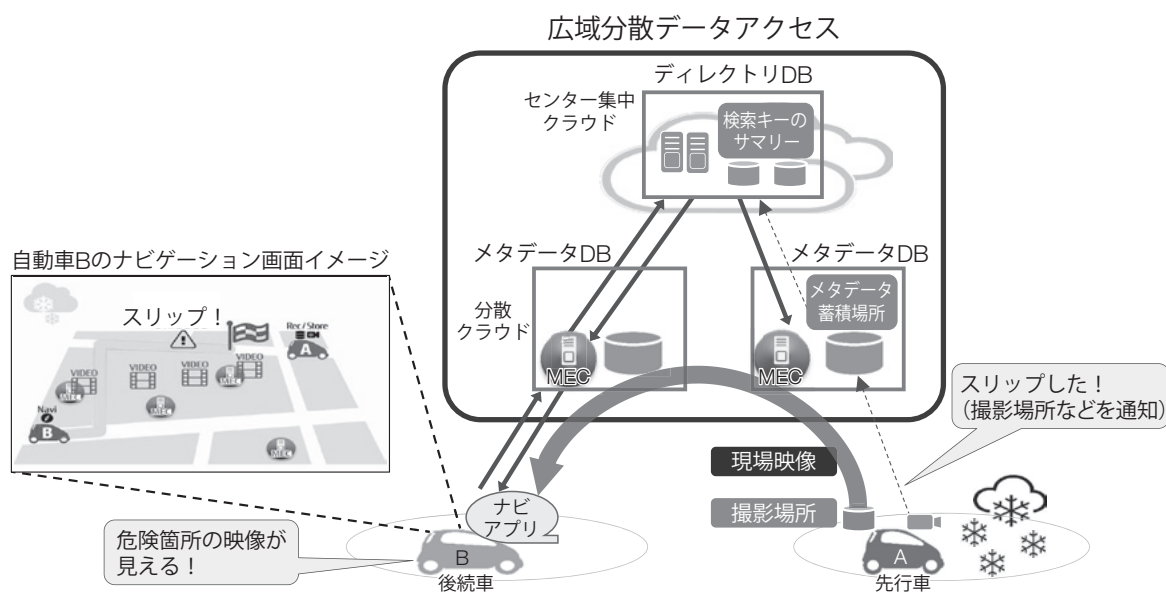 広域分散データアクセス
ディレクトリDB
センター集中
クラウド
検索キーの
サマリー
自動車Bのナビゲーション画面イメージ
メタデータDB
メタデータDB
分散
クラウド
メタデータ
蓄積場所
MEC
MEC
スリップ!
Rec / Store
A
VIDEO
VIDEO
VIDEO
VIDEO
MEC
MEC
MEC
MEC
Navi
B
スリップした!
(撮影場所などを通知)
現場映像
撮影場所
ナビ
アプリ
危険箇所の映像が
見える!
B
後続車
A
先行車